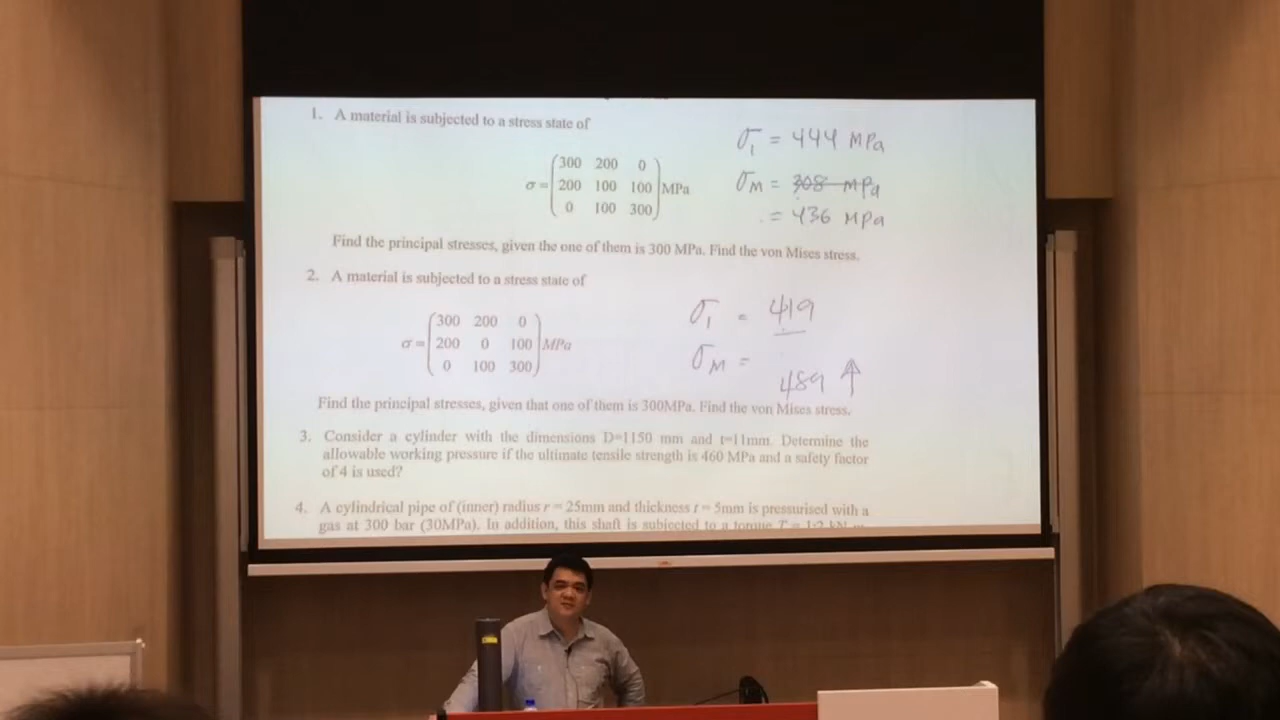 1. A material is subjected to a stress state of
σ = (300 200 0
200 100 100
0 100 300) MPa
σ₁ = 444 MPa
σM = 308 MPa
= 436 MPa
Find the principal stresses, given the one of them is 300 MPa. Find the von Mises stress.
2. A material is subjected to a stress state of
σ = (300 200 0
200 0 100
0 100 300) MPa
σ₁ = 419
σM =
489 ↑
Find the principal stresses, given that one of them is 300MPa. Find the von Mises stress.
3. Consider a cylinder with the dimensions D=1150 mm and t=11mm. Determine the
allowable working pressure if the ultimate tensile strength is 460 MPa and a safety factor
of 4 is used?
4. A cylindrical pipe of (inner) radius r = 25mm and thickness t = 5mm is pressurised with a
gas at 300 bar (30MPa). In addition, this shaft is subjected to a torque T = 1.2 kN